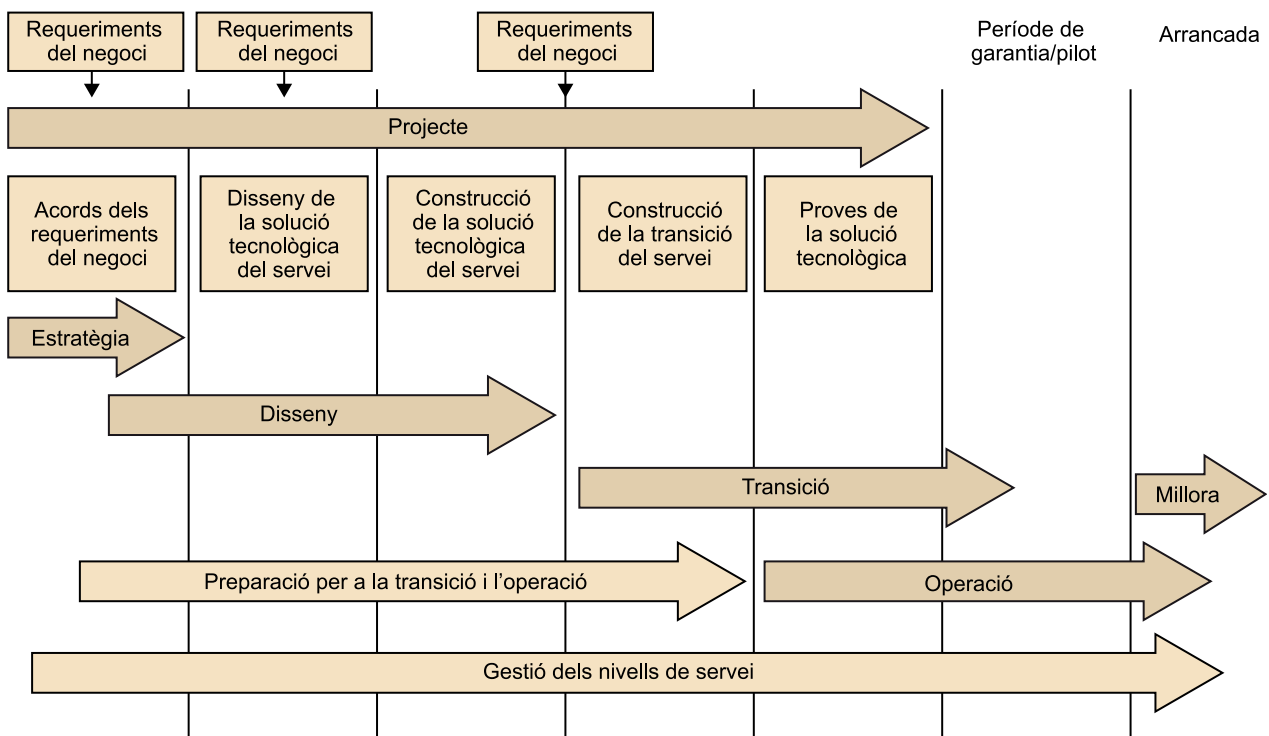 Requeriments
del negoci
Requeriments
del negoci
Requeriments
del negoci
Període de
garantia/pilot
Arrancada
Projecte
Acords dels
requeriments
del negoci
Disseny de
la solució
tecnològica
del servei
Construcció
de la solució
tecnològica
del servei
Construcció
de la transició
del servei
Proves de
la solució
tecnològica
Estratègia
Disseny
Transició
Millora
Preparació per a la transició i l’operació
Operació
Gestió dels nivells de servei